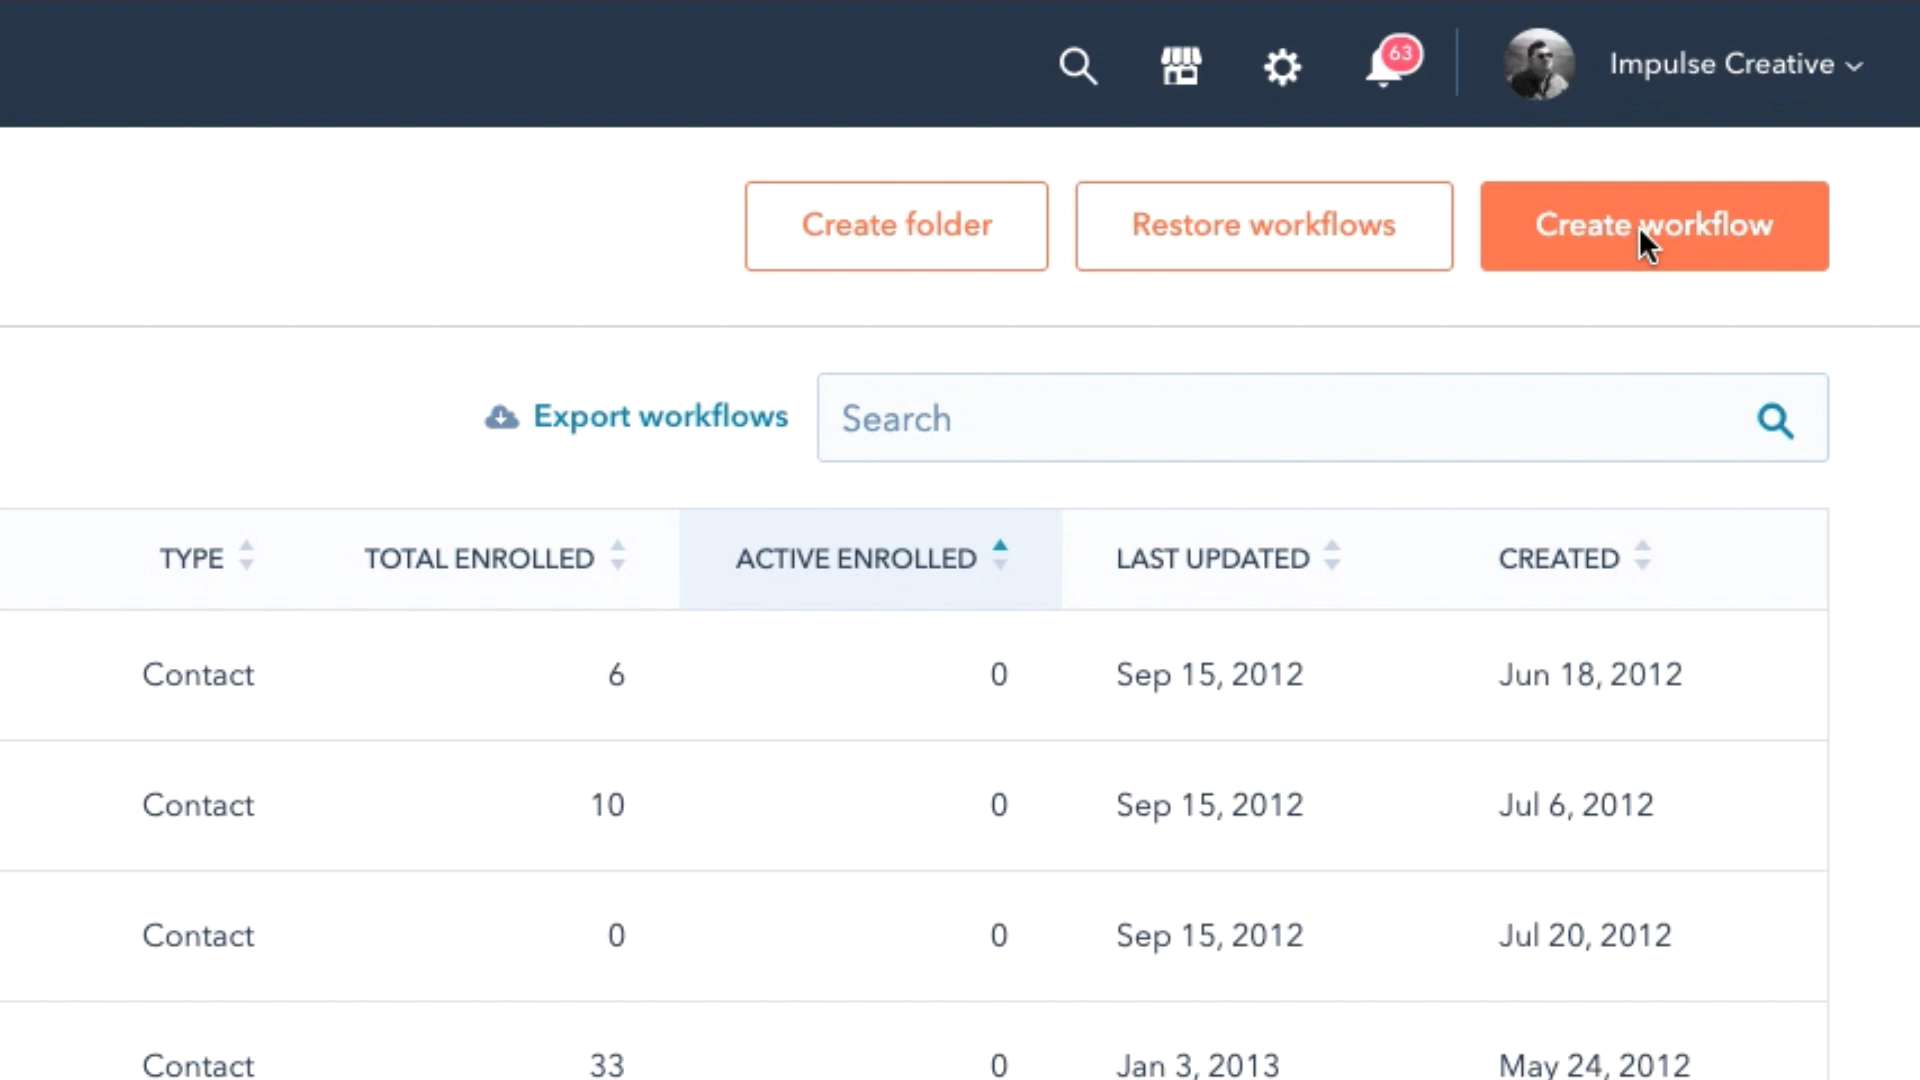 63
Impulse Creative
Create folder
Restore workflows
Create workflow
Export workflows
Search
TYPE TOTAL ENROLLED ACTIVE ENROLLED LAST UPDATED CREATED
Contact 6 0 Sep 15, 2012 Jun 18, 2012
Contact 10 0 Sep 15, 2012 Jul 6, 2012
Contact 0 0 Sep 15, 2012 Jul 20, 2012
Contact 33 0 Jan 3, 2013 May 24, 2012